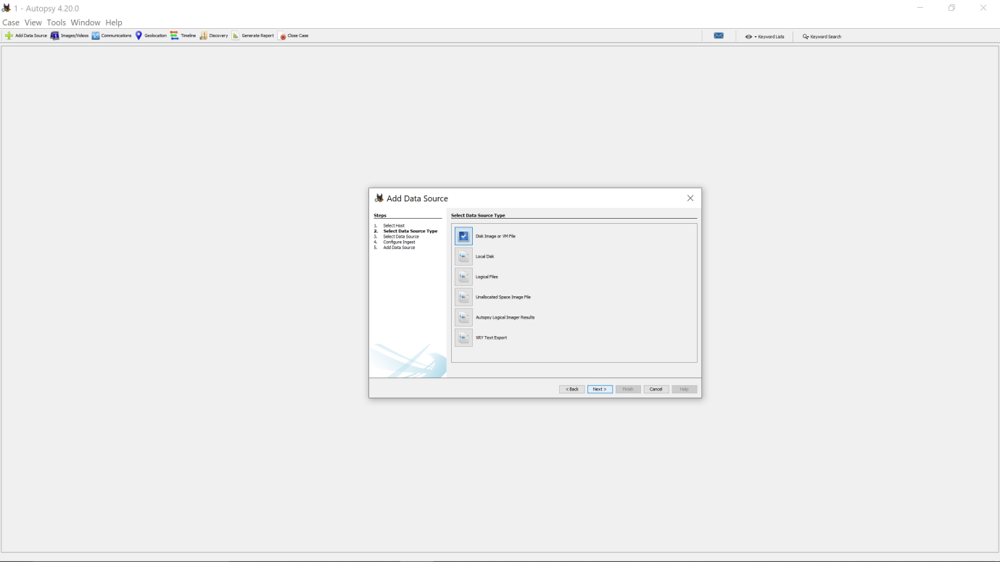 1 - Autopsy 4.20.0
Case View Tools Window Help
Add Data Source Images/Videos Communications Geolocation Timeline Discovery Generate Report Close Case Keyword Lists Keyword Search
Add Data Source
Steps
1. Select Host
2. Select Data Source Type
3. Select Data Source
4. Configure Ingest
5. Add Data Source
Select Data Source Type
Disk Image or VM File
Local Disk
Logical Files
Unallocated Space Image File
Autopsy Logical Imager Results
XRY Text Export
< Back Next > Finish Cancel Help